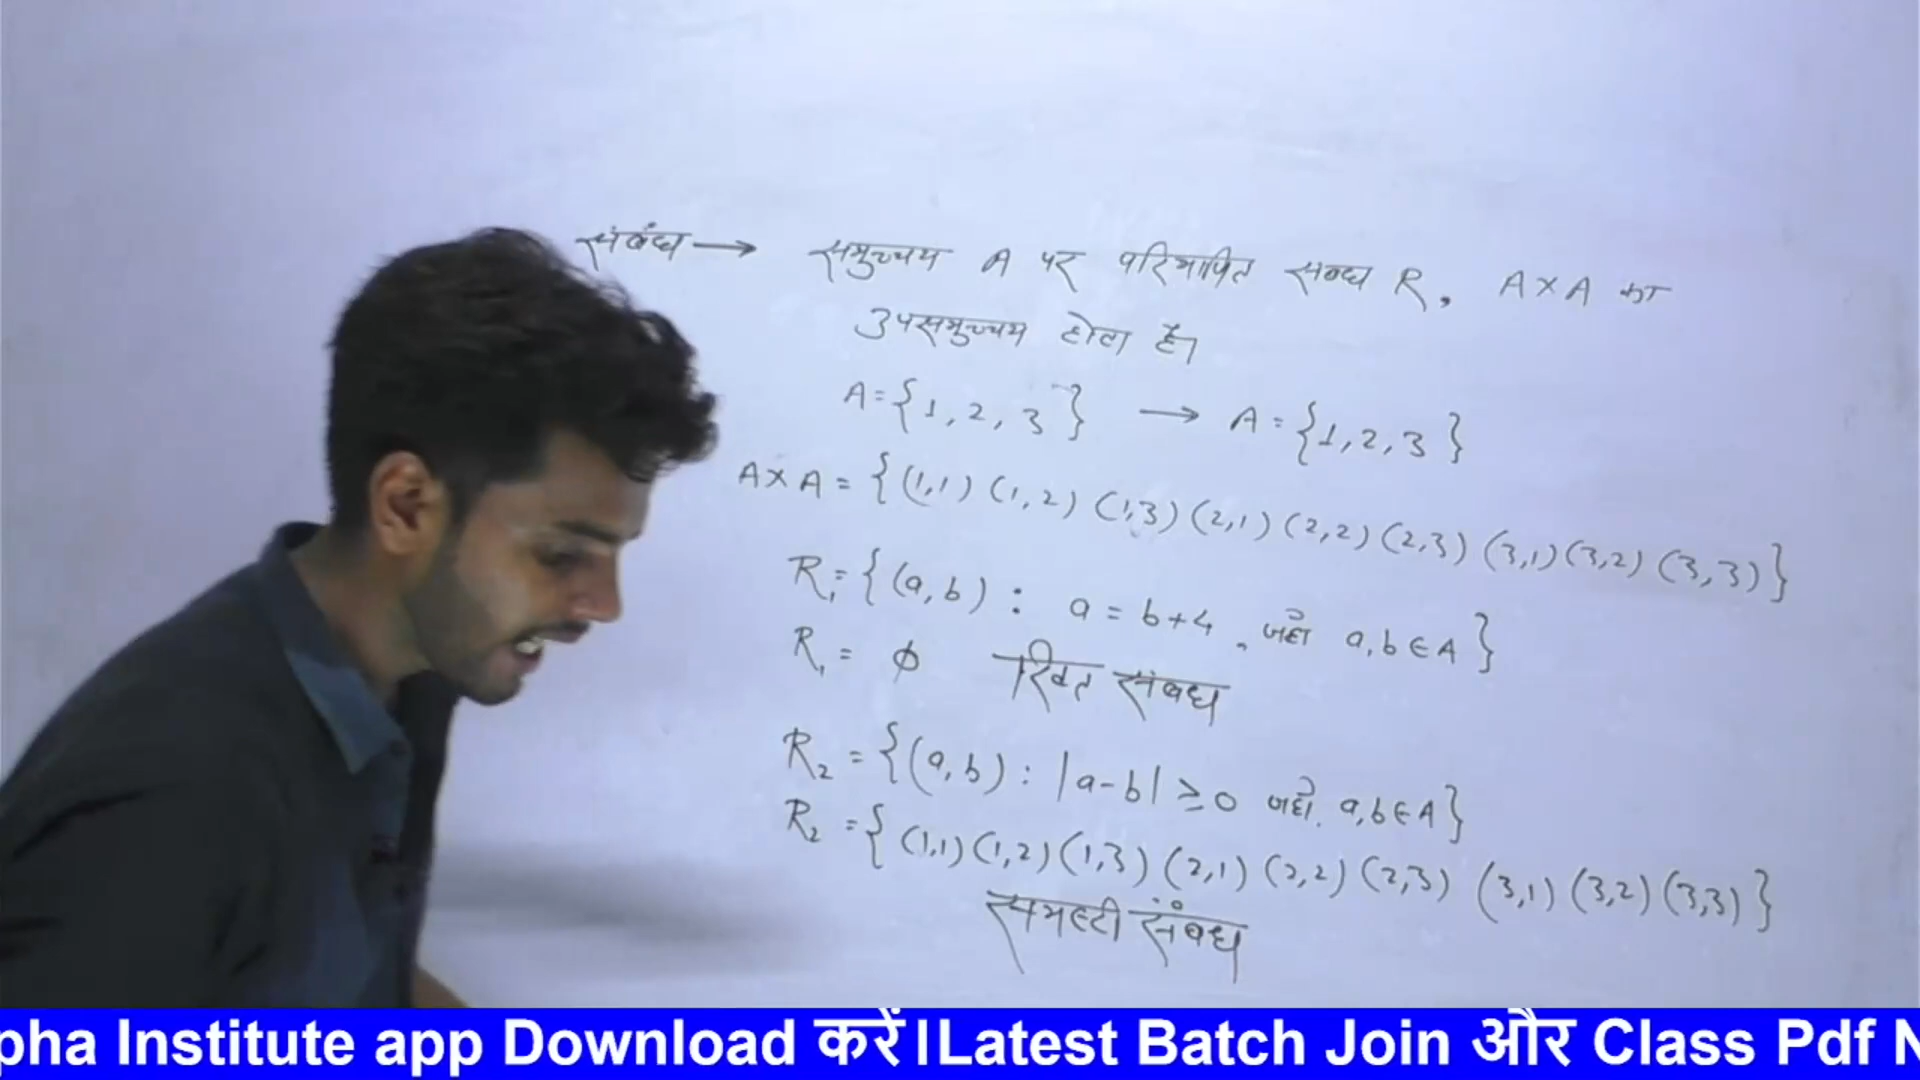 संबंध → समुच्चय A पर परिभाषित सबंध R, A×A का
उपसमुच्चय होता है।
A={1, 2, 3} → A={1, 2, 3}
A×A = {(1,1) (1,2) (1,3) (2,1) (2,2) (2,3) (3,1) (3,2) (3,3)}
R₁={(a,b) : a = b+4, जहाँ a,b∈A}
R₁= ϕ रिक्त संबंध
R₂ ={(a,b) : |a-b| ≥0 जहाँ. a,b∈A}
R₂ ={(1,1) (1,2) (1,3) (2,1) (2,2) (2,3) (3,1) (3,2) (3,3)}
समष्टी संबंध
pha Institute app Download करें।Latest Batch Join और Class Pdf N